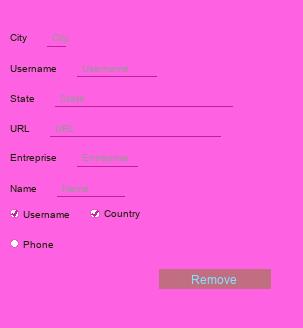 City City
Username Username
State State
URL URL
Entreprise Entreprise
Name Name
Username Country
Phone
Remove